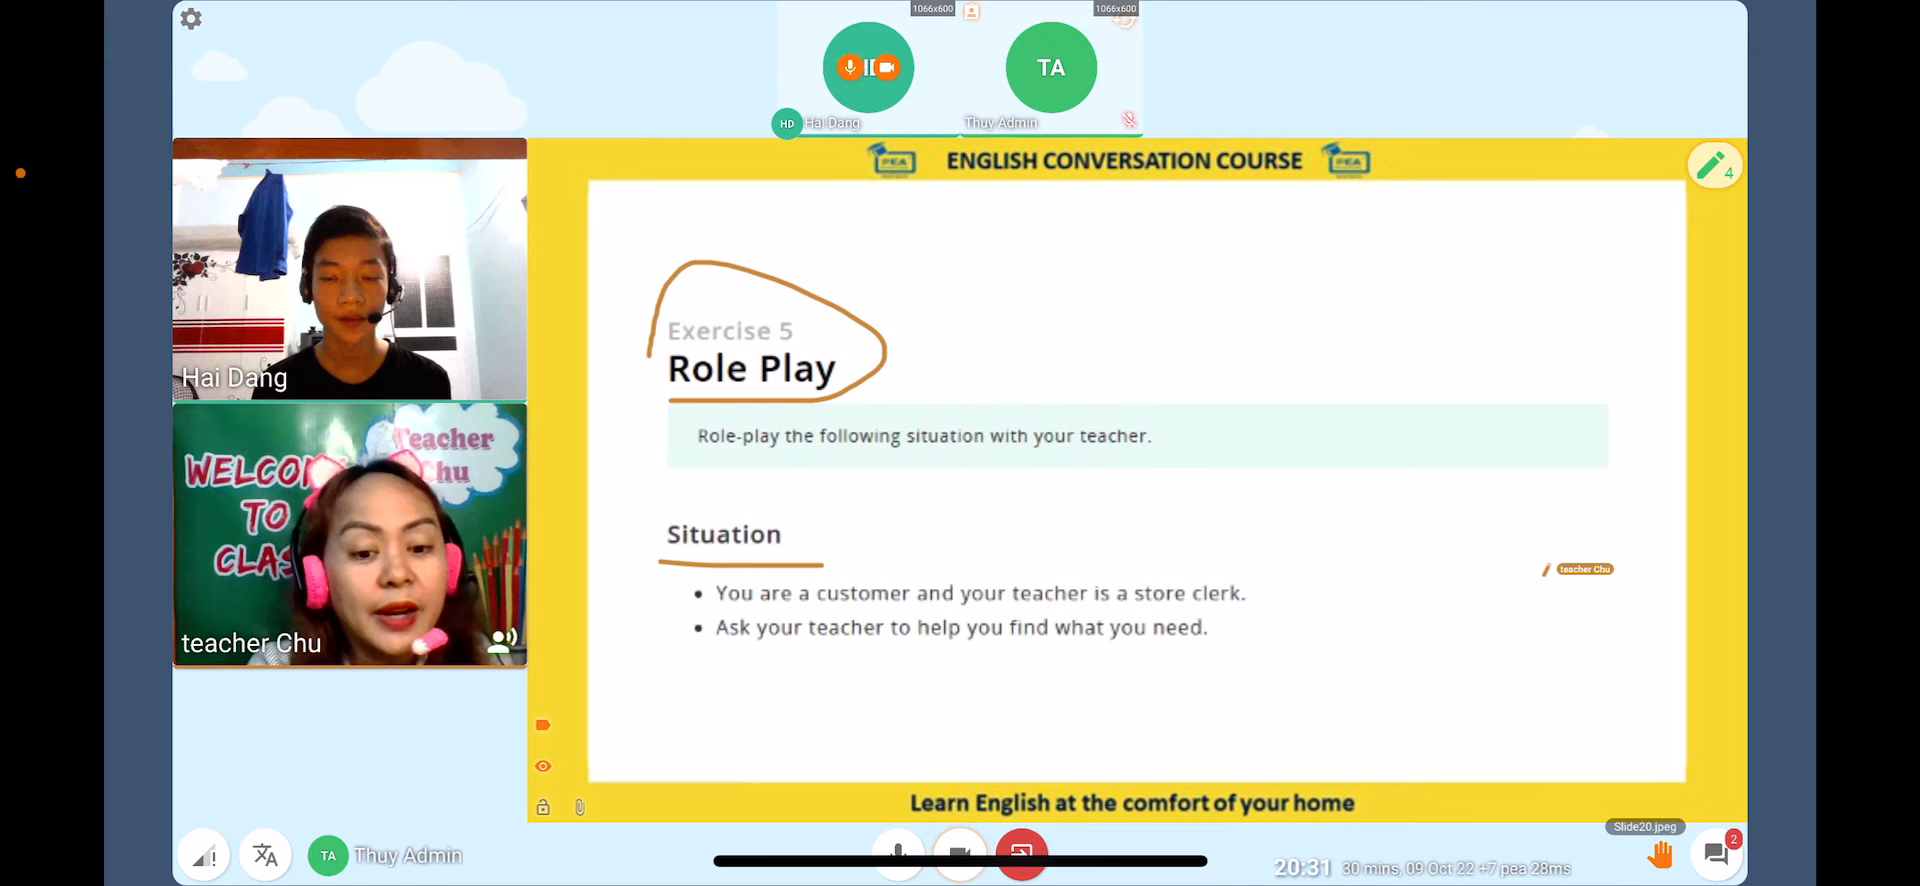 1066x600
1066x600
TA
HD
Hai Dang
Thuy Admin
PEA
ENGLISH CONVERSATION COURSE
PEA
4
Hai Dang
Exercise 5
Role Play
Role-play the following situation with your teacher.
Situation
You are a customer and your teacher is a store clerk.
Ask your teacher to help you find what you need.
teacher Chu
Teacher
Chu
WELCO
TO
CLAS
teacher Chu
Learn English at the comfort of your home
Slide20.jpeg
TA
Thuy Admin
20:31
30 mins, 09 Oct 22 +7 pea 28ms
2